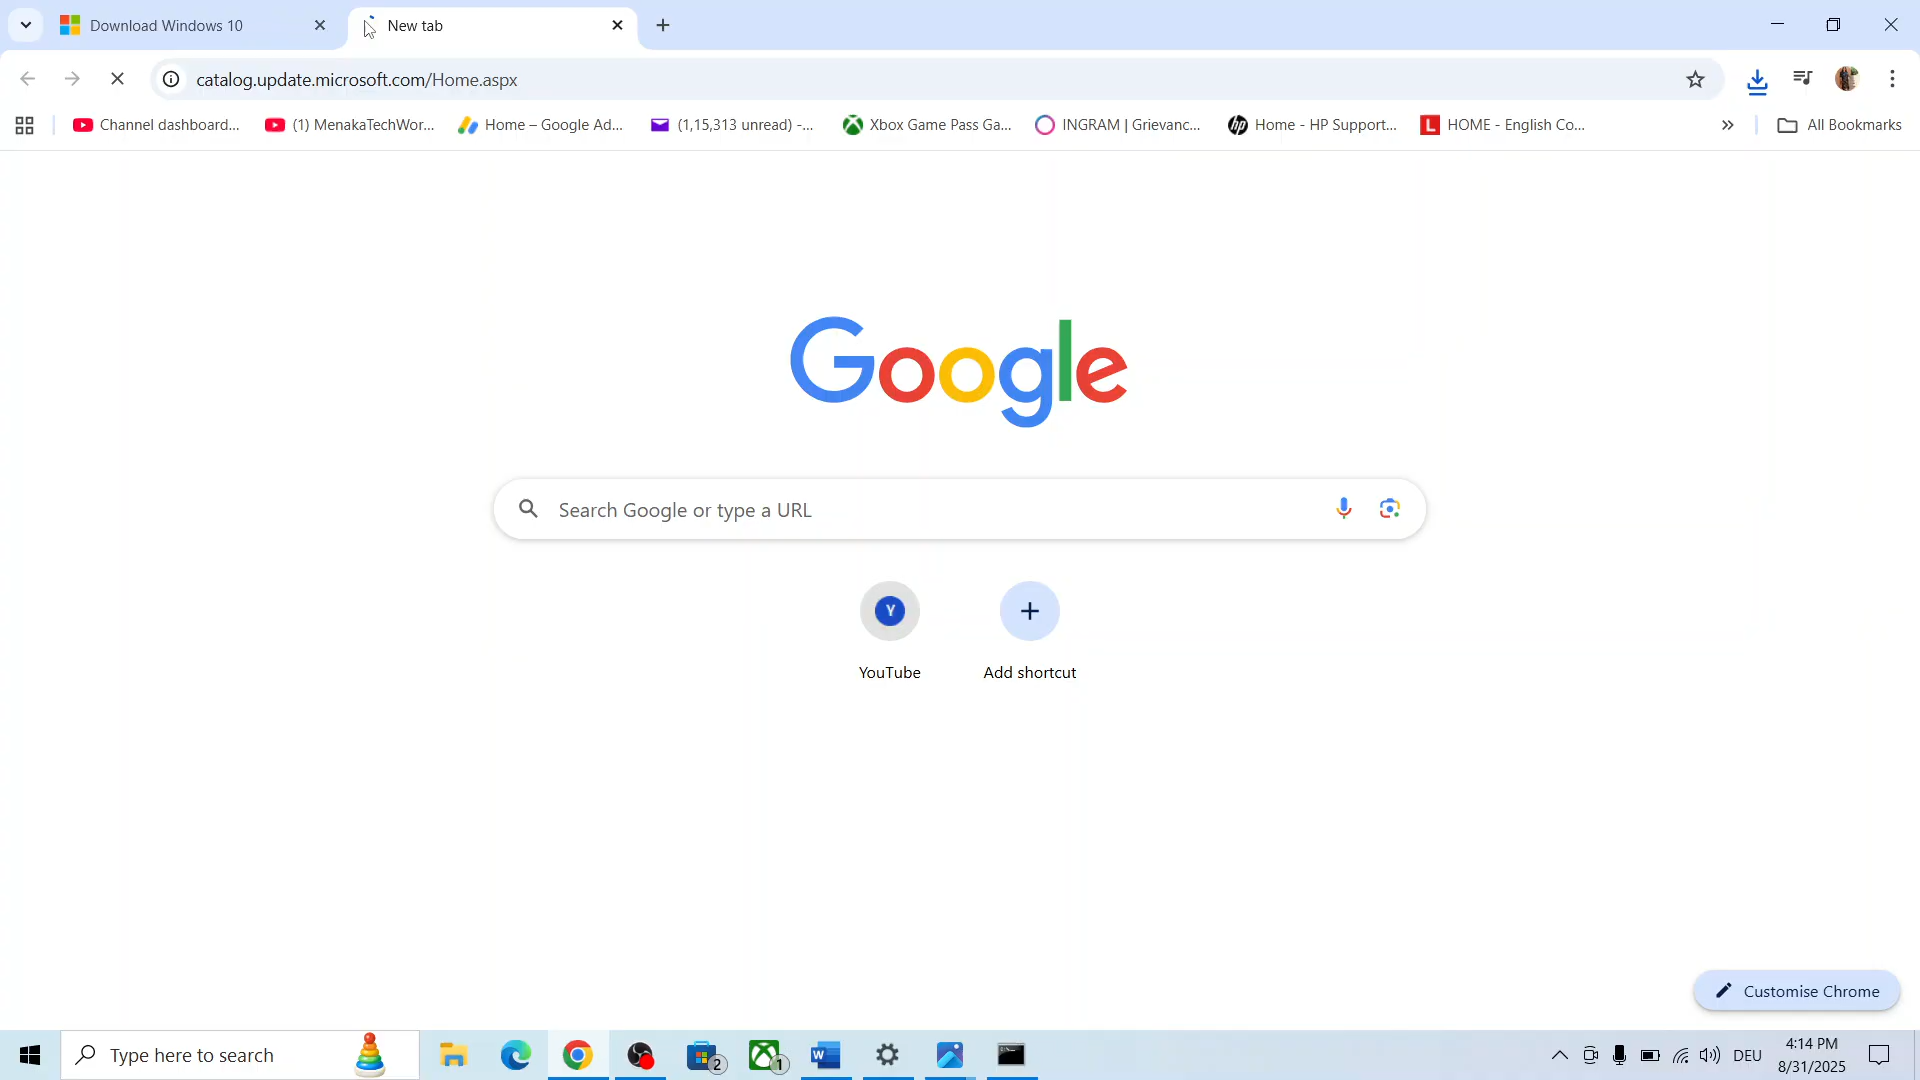 Download Windows 10
New tab
catalog.update.microsoft.com/Home.aspx
Channel dashboard...
(1) MenakaTechWor...
Home – Google Ad...
(1,15,313 unread) -...
Xbox Game Pass Ga...
INGRAM | Grievanc...
Home - HP Support...
HOME - English Co...
All Bookmarks
Google
Search Google or type a URL
Y
YouTube
Add shortcut
Customise Chrome
Type here to search
2
1
DEU
4:14 PM
8/31/2025